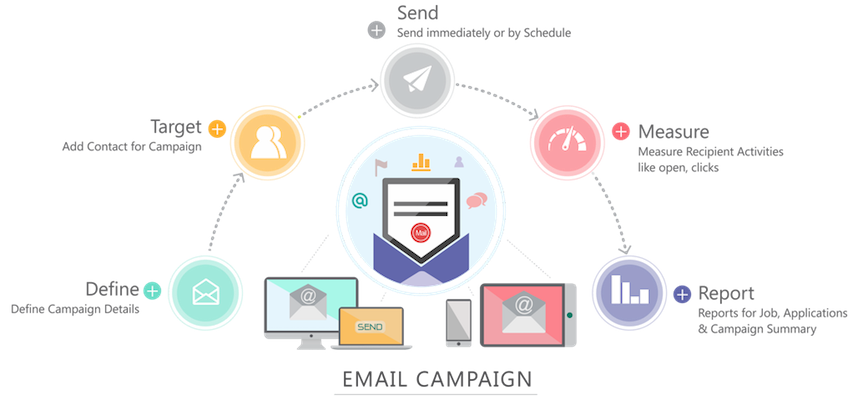 Send
Send immediately or by Schedule
Target
Add Contact for Campaign
Measure
Measure Recipient Activities
like open, clicks
@
Mail
Define
Define Campaign Details
@
SEND
@
Report
Reports for Job, Applications
& Campaign Summary
EMAIL CAMPAIGN